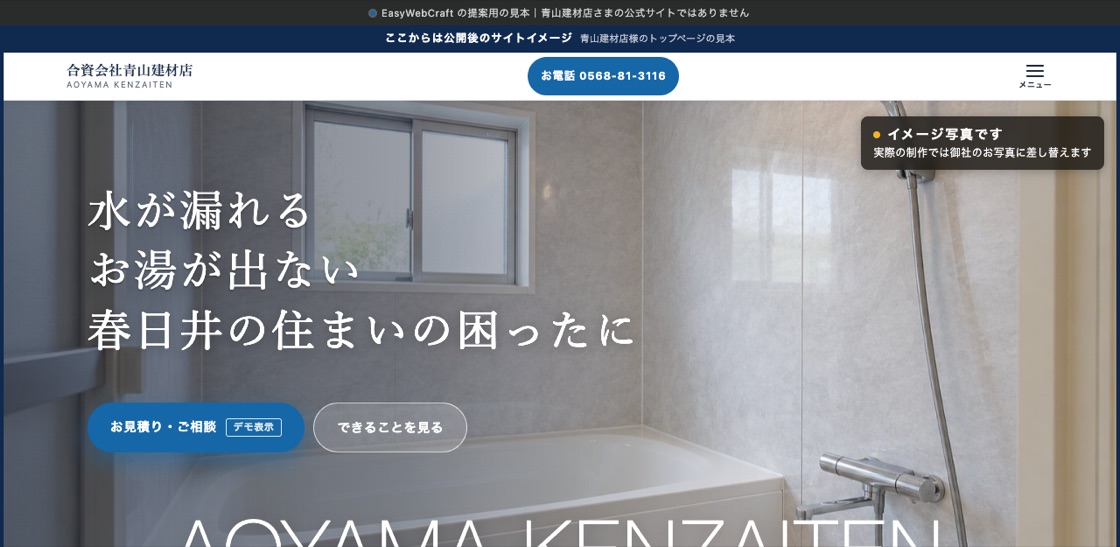 EasyWebCraft の提案用の見本｜青山建材店さまの公式サイトではありません
ここからは公開後のサイトイメージ 青山建材店様のトップページの見本
合資会社青山建材店
AOYAMA KENZAITEN
お電話 0568-81-3116
メニュー
イメージ写真です
実際の制作では御社のお写真に差し替えます
水が漏れる
お湯が出ない
春日井の住まいの困ったに
お見積り・ご相談 デモ表示
できることを見る
AOYAMA KENZAITEN